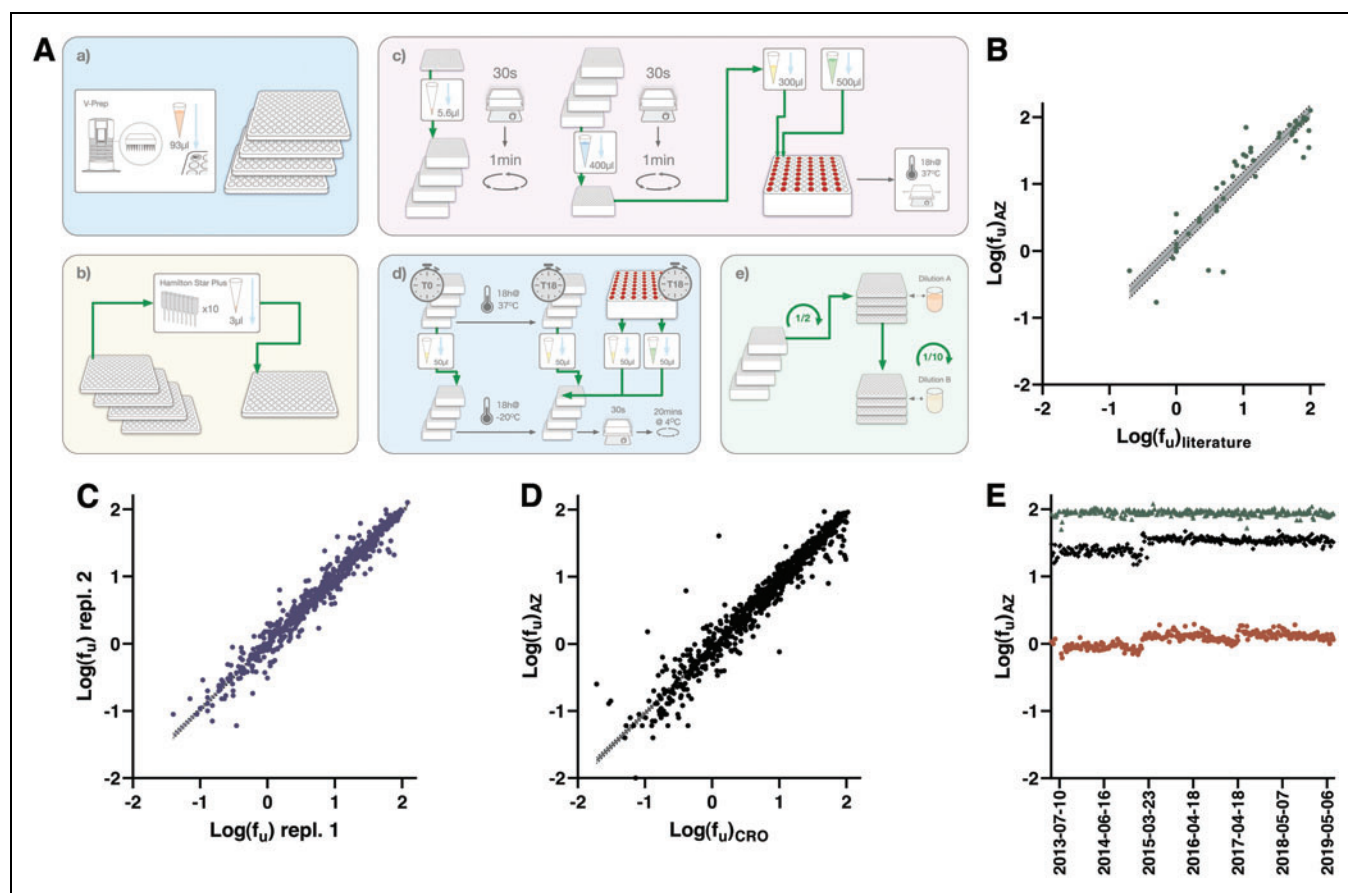 A
a)
V-Prep
93µl
c)
30s
5.6µl
1min
30s
400µl
1min
300µl
500µl
18h@
37ºC
b)
Hamilton Star Plus
x10
3µl
d)
T0
18h@
37ºC
T18
T18
50µl
50µl
50µl
50µl
18h@
-20ºC
30s
20mins
@ 4ºC
e)
1/2
Dilution A
1/10
Dilution B
B
Log(fu)AZ
2
1
0
-1
-2
-2
-1
0
1
2
Log(fu)literature
C
Log(fu) repl. 2
2
1
0
-1
-2
-2
-1
0
1
2
Log(fu) repl. 1
D
Log(fu)AZ
2
1
0
-1
-2
-2
-1
0
1
2
Log(fu)CRO
E
Log(fu)AZ
2
1
0
-1
-2
2013-07-10
2014-06-16
2015-03-23
2016-04-18
2017-04-18
2018-05-07
2019-05-06